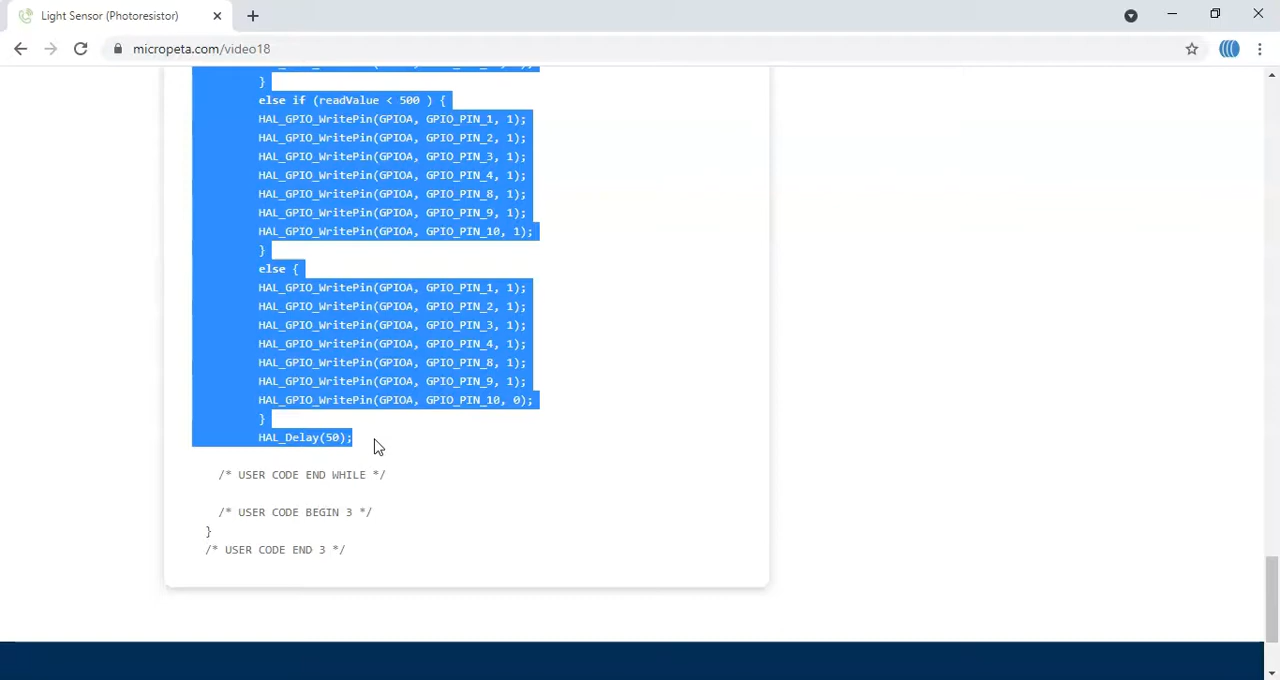 Light Sensor (Photoresistor)
micropeta.com/video18
}
else if (readValue < 500 ) {
HAL_GPIO_WritePin(GPIOA, GPIO_PIN_1, 1);
HAL_GPIO_WritePin(GPIOA, GPIO_PIN_2, 1);
HAL_GPIO_WritePin(GPIOA, GPIO_PIN_3, 1);
HAL_GPIO_WritePin(GPIOA, GPIO_PIN_4, 1);
HAL_GPIO_WritePin(GPIOA, GPIO_PIN_8, 1);
HAL_GPIO_WritePin(GPIOA, GPIO_PIN_9, 1);
HAL_GPIO_WritePin(GPIOA, GPIO_PIN_10, 1);
}
else {
HAL_GPIO_WritePin(GPIOA, GPIO_PIN_1, 1);
HAL_GPIO_WritePin(GPIOA, GPIO_PIN_2, 1);
HAL_GPIO_WritePin(GPIOA, GPIO_PIN_3, 1);
HAL_GPIO_WritePin(GPIOA, GPIO_PIN_4, 1);
HAL_GPIO_WritePin(GPIOA, GPIO_PIN_8, 1);
HAL_GPIO_WritePin(GPIOA, GPIO_PIN_9, 1);
HAL_GPIO_WritePin(GPIOA, GPIO_PIN_10, 0);
}
HAL_Delay(50);
/* USER CODE END WHILE */
/* USER CODE BEGIN 3 */
}
/* USER CODE END 3 */